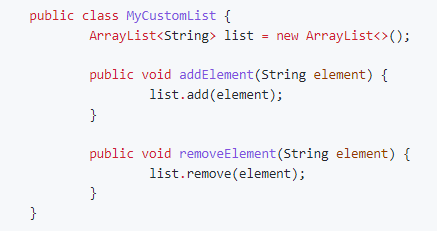 public class MyCustomList {
        ArrayList<String> list = new ArrayList<>();

        public void addElement(String element) {
                list.add(element);
        }

        public void removeElement(String element) {
                list.remove(element);
        }
}